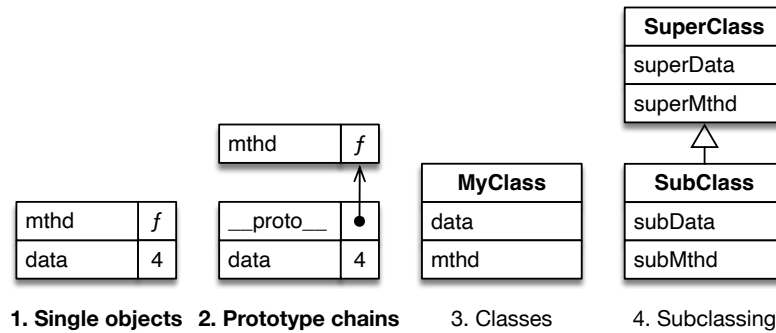 SuperClass
superData
superMthd
mthd f
MyClass
SubClass
mthd f
__proto__
data
subData
data 4
data 4
mthd
subMthd
1. Single objects
2. Prototype chains
3. Classes
4. Subclassing